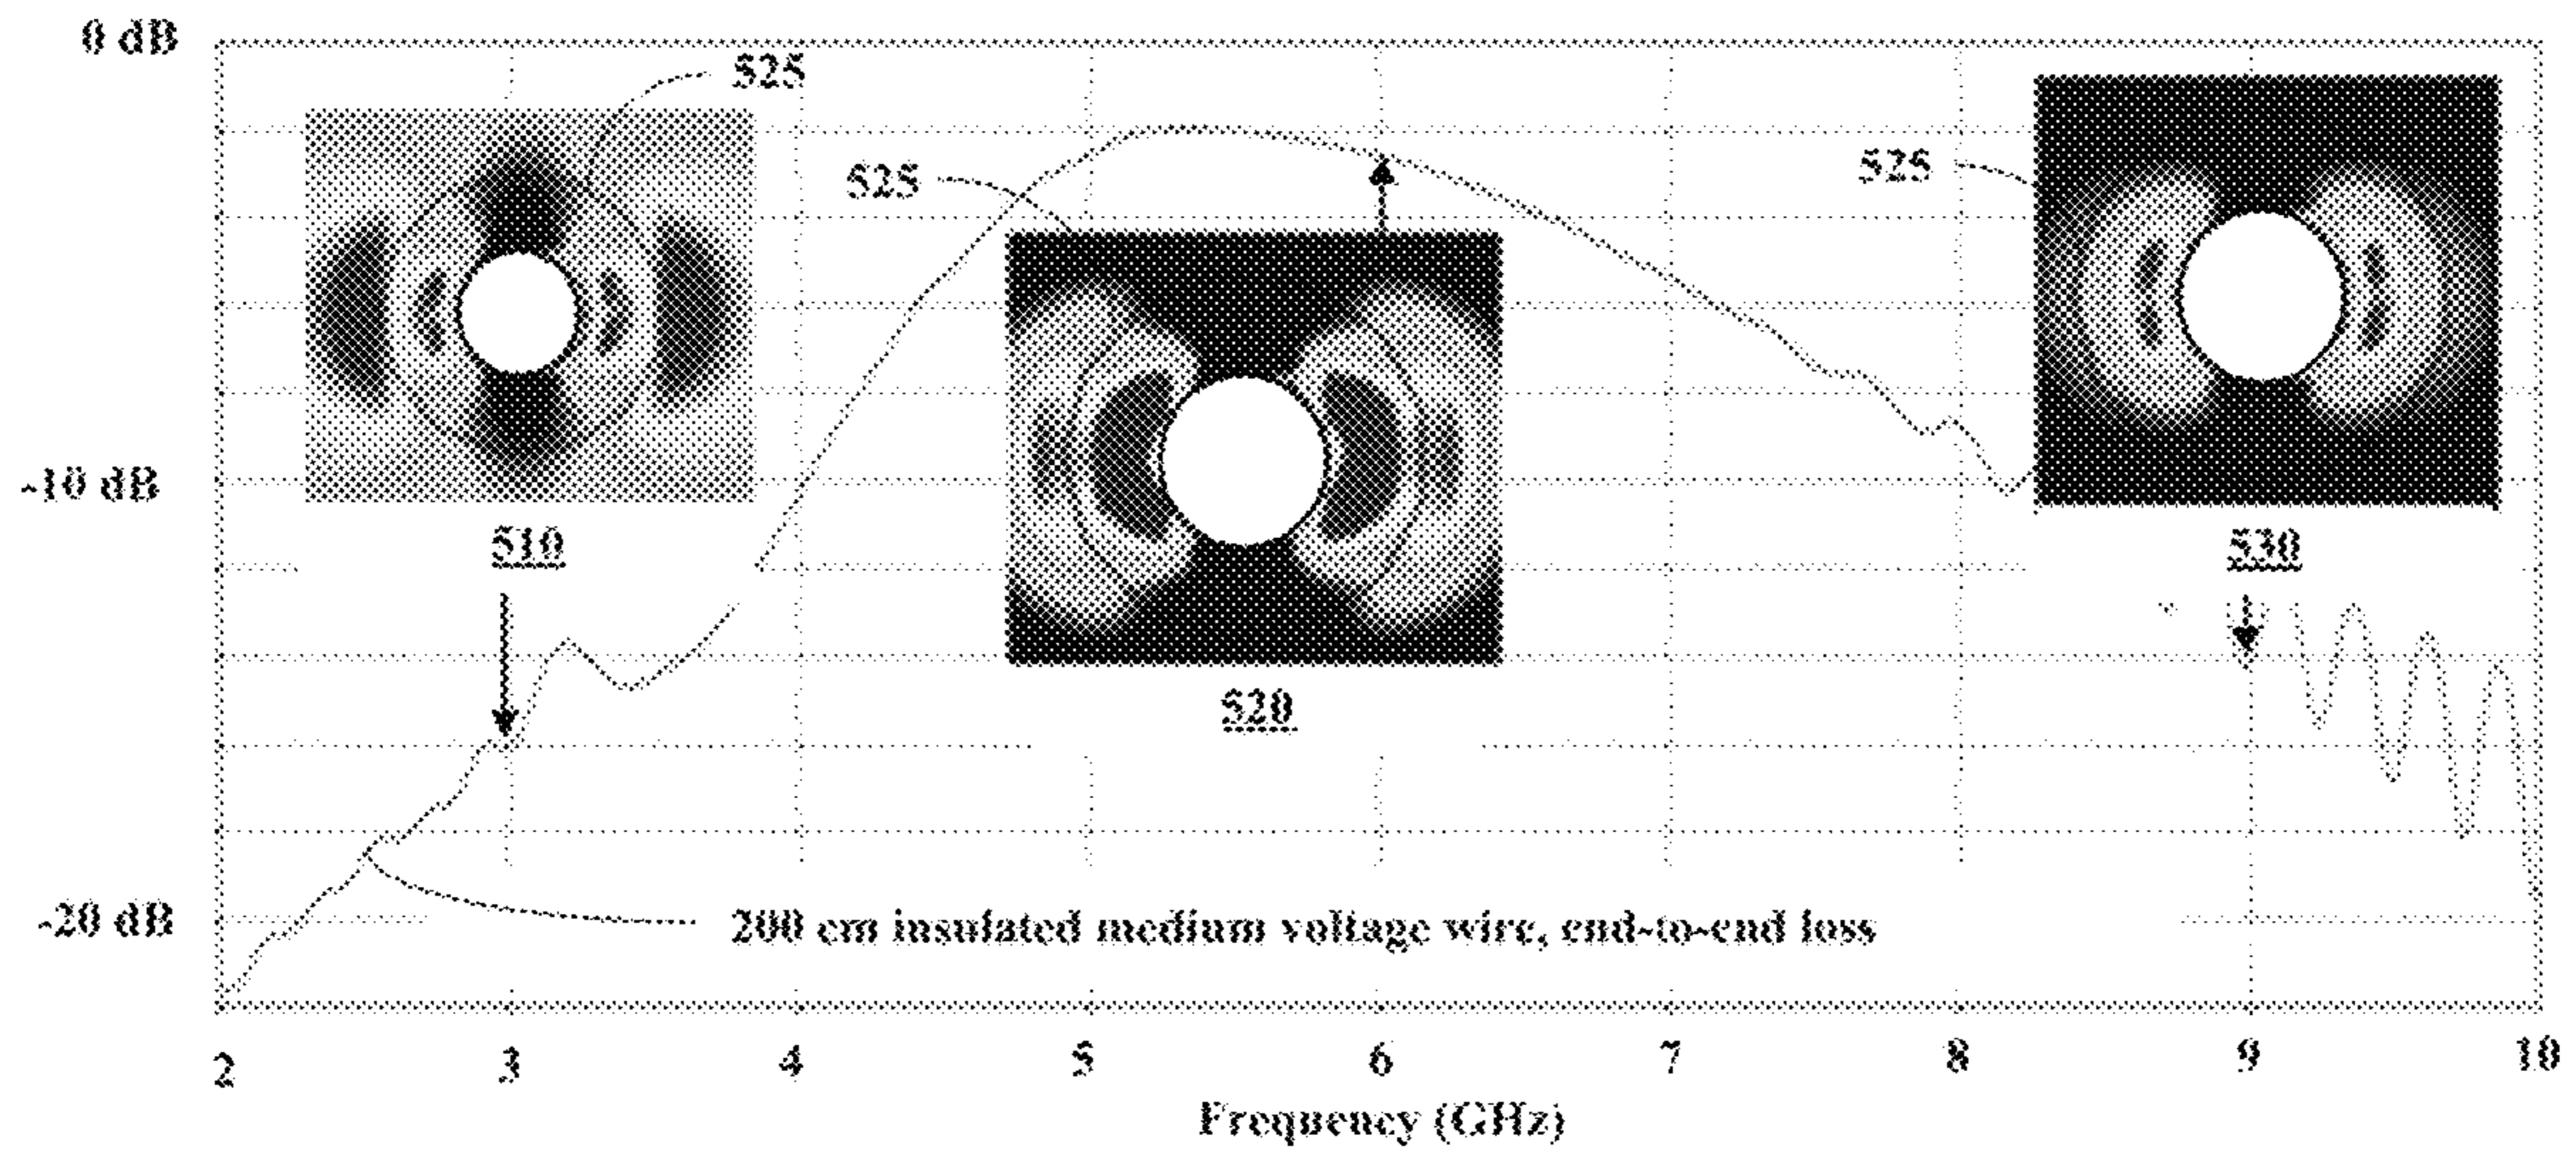 0 dB
525
525
525
-10 dB
510
530
520
-20 dB
200 cm insulated medium voltage wire, end-to-end loss
2 3 4 5 6 7 8 9 10
Frequency (GHz)